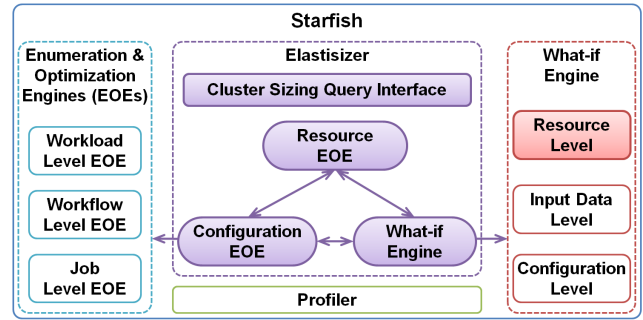 Starfish
Enumeration &
Optimization
Engines (EOEs)
Workload
Level EOE
Workflow
Level EOE
Job
Level EOE
Elastisizer
Cluster Sizing Query Interface
Resource
EOE
Configuration
EOE
What-if
Engine
Profiler
What-if
Engine
Resource
Level
Input Data
Level
Configuration
Level